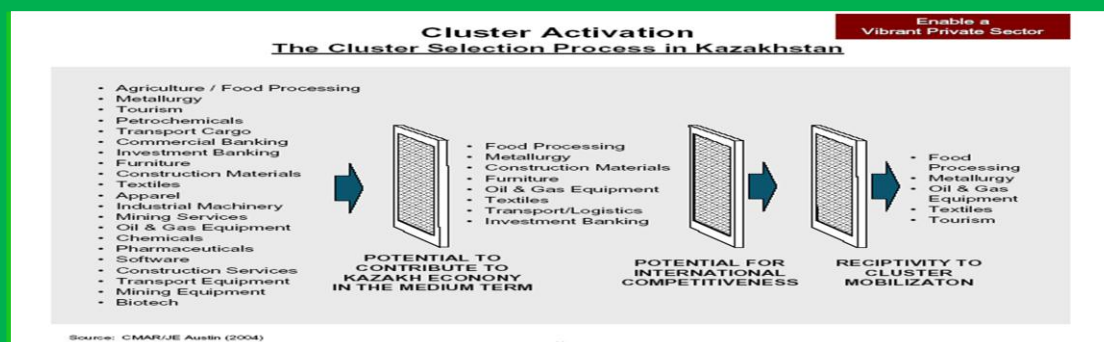 Enable a
Vibrant Private Sector
Cluster Activation
The Cluster Selection Process in Kazakhstan
• Agriculture / Food Processing
• Metallurgy
• Tourism
• Petrochemicals
• Transport Cargo
• Commercial Banking
• Investment Banking
• Furniture
• Construction Materials
• Textiles
• Apparel
• Industrial Machinery
• Mining Services
• Oil & Gas Equipment
• Chemicals
• Pharmaceuticals
• Software
• Construction Services
• Transport Equipment
• Mining Equipment
• Biotech
POTENTIAL TO
CONTRIBUTE TO
KAZAKH ECONOMY
IN THE MEDIUM TERM
• Food Processing
• Metallurgy
• Construction Materials
• Furniture
• Oil & Gas Equipment
• Textiles
• Transport/Logistics
• Investment Banking
POTENTIAL FOR
INTERNATIONAL
COMPETITIVENESS
RECIPTIVITY TO
CLUSTER
MOBILIZATON
• Food
Processing
• Metallurgy
• Oil & Gas
Equipment
• Textiles
• Tourism
Source: CMAR/JE Austin (2004)